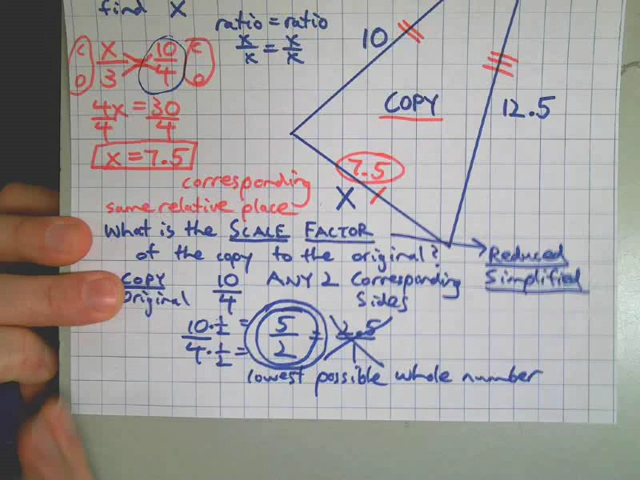 find X
ratio = ratio
x/x = x/x
C/O x/3 10/4 C/O
4x/4 = 30/4
x = 7.5
10
COPY
12.5
7.5
X x
corresponding
same relative place
What is the SCALE FACTOR
of the copy to the original? → Reduced
Simplified
COPY/Original 10/4 ANY 2 Corresponding
Sides
10·1/2 / 4·1/2 = 5/2 = 2.5
lowest possible whole number